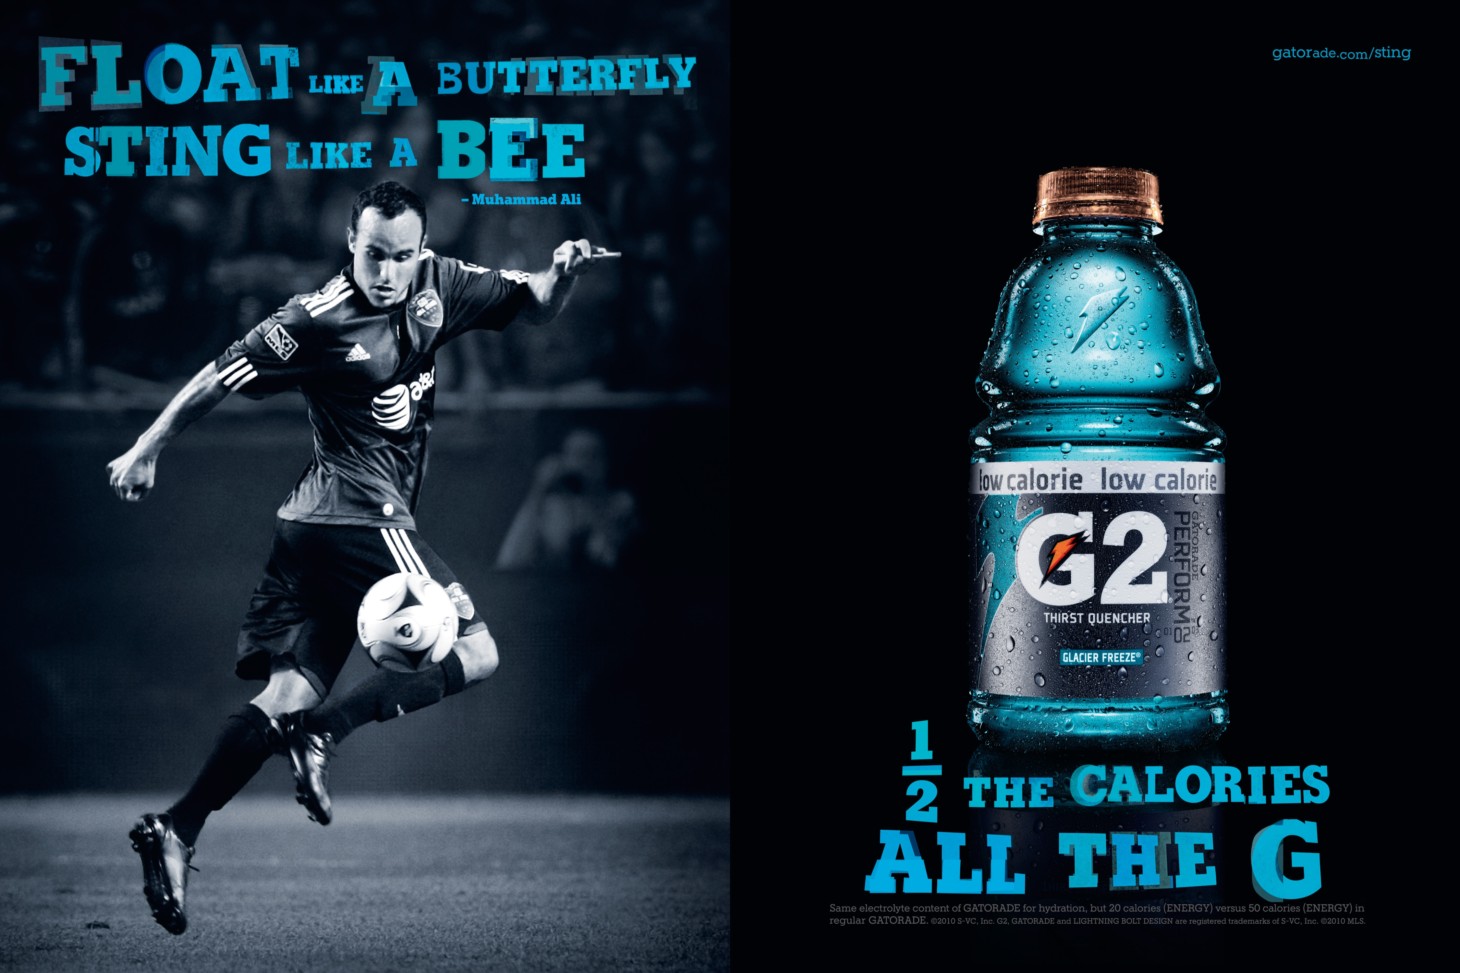 FLOAT LIKE A BUTTERFLY
STING LIKE A BEE
– Muhammad Ali
adidas
at&t
gatorade.com/sting
low calorie low calorie
G2
GATORADE
PERFORM 02
THIRST QUENCHER
GLACIER FREEZE®
1/2 THE CALORIES
ALL THE G
Same electrolyte content of GATORADE for hydration, but 20 calories (ENERGY) versus 50 calories (ENERGY) in
regular GATORADE. ©2010 S-VC, Inc. G2, GATORADE and LIGHTNING BOLT DESIGN are registered trademarks of S-VC, Inc. ©2010 MLS.